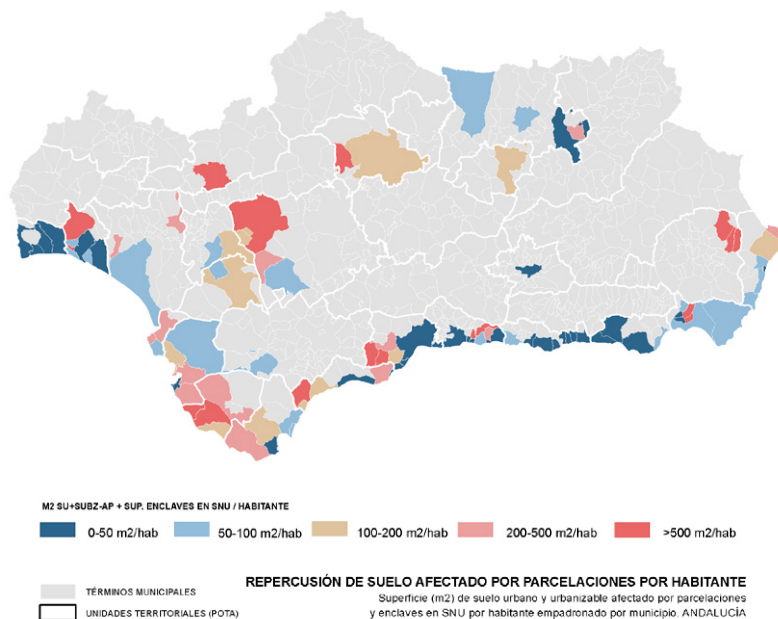 M2 SU+SUBZ-AP + SUP. ENCLAVES EN SNU / HABITANTE
0-50 m2/hab
50-100 m2/hab
100-200 m2/hab
200-500 m2/hab
>500 m2/hab
TÉRMINOS MUNICIPALES
UNIDADES TERRITORIALES (POTA)
REPERCUSIÓN DE SUELO AFECTADO POR PARCELACIONES POR HABITANTE
Superficie (m2) de suelo urbano y urbanizable afectado por parcelaciones
y enclaves en SNU por habitante empadronado por municipio. ANDALUCÍA